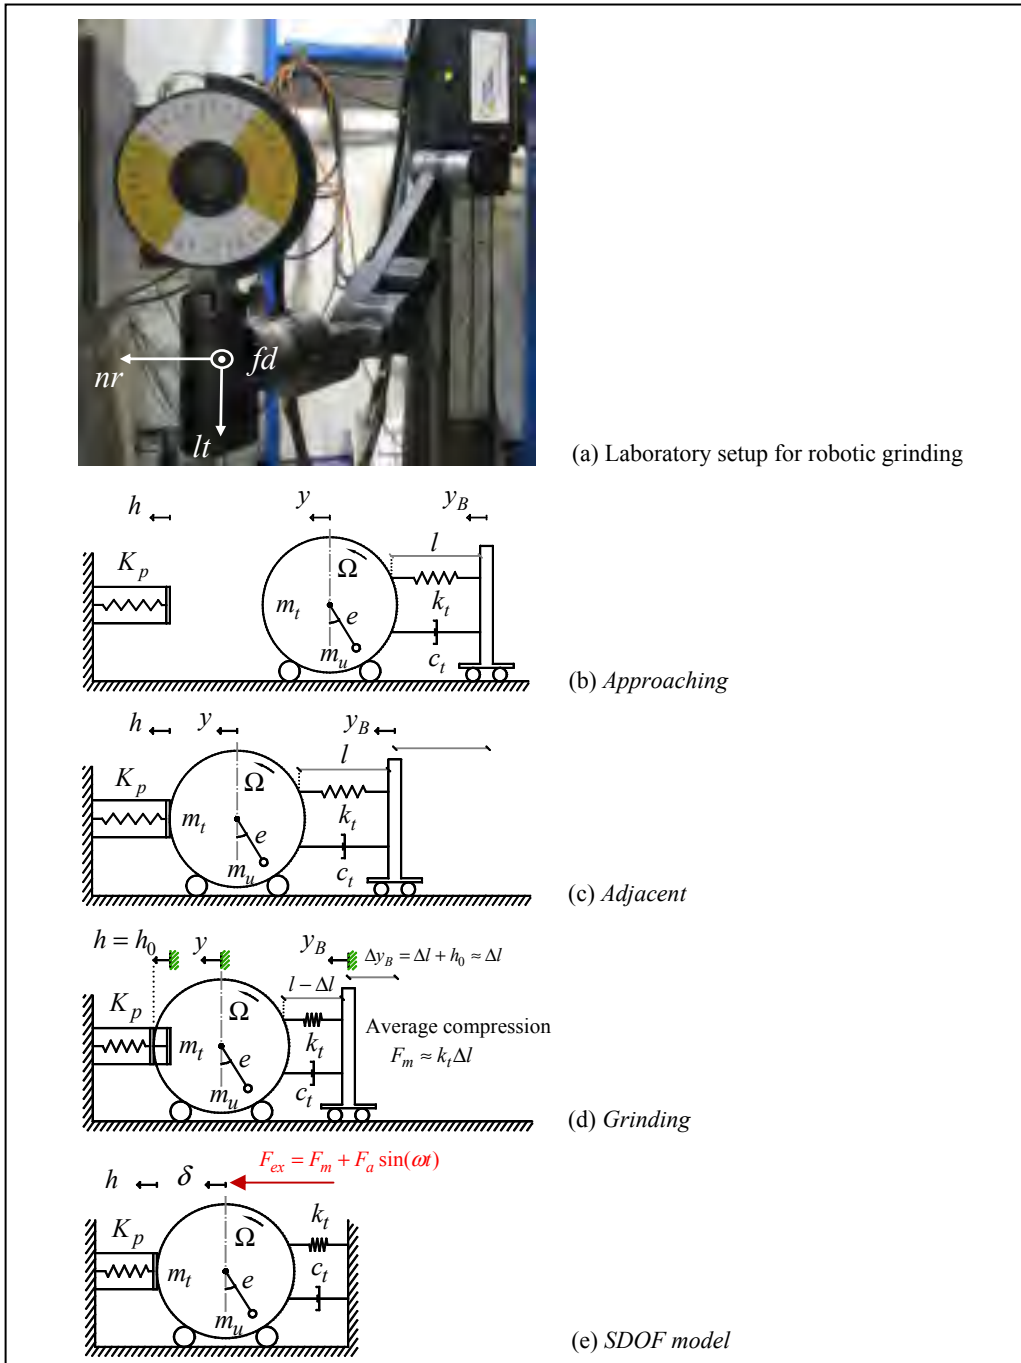 nr
fd
lt
(a) Laboratory setup for robotic grinding
h
y
y_B
l
K_p
Ω
m_t
e
k_t
m_u
c_t
(b) Approaching
h
y
y_B
l
K_p
Ω
m_t
e
k_t
m_u
c_t
(c) Adjacent
h = h_0
y
y_B
Δy_B = Δl + h_0 ≈ Δl
l − Δl
K_p
Ω
m_t
e
k_t
m_u
c_t
Average compression
F_m ≈ k_t Δl
(d) Grinding
F_ex = F_m + F_a sin(ωt)
h
δ
K_p
Ω
m_t
e
k_t
c_t
m_u
(e) SDOF model